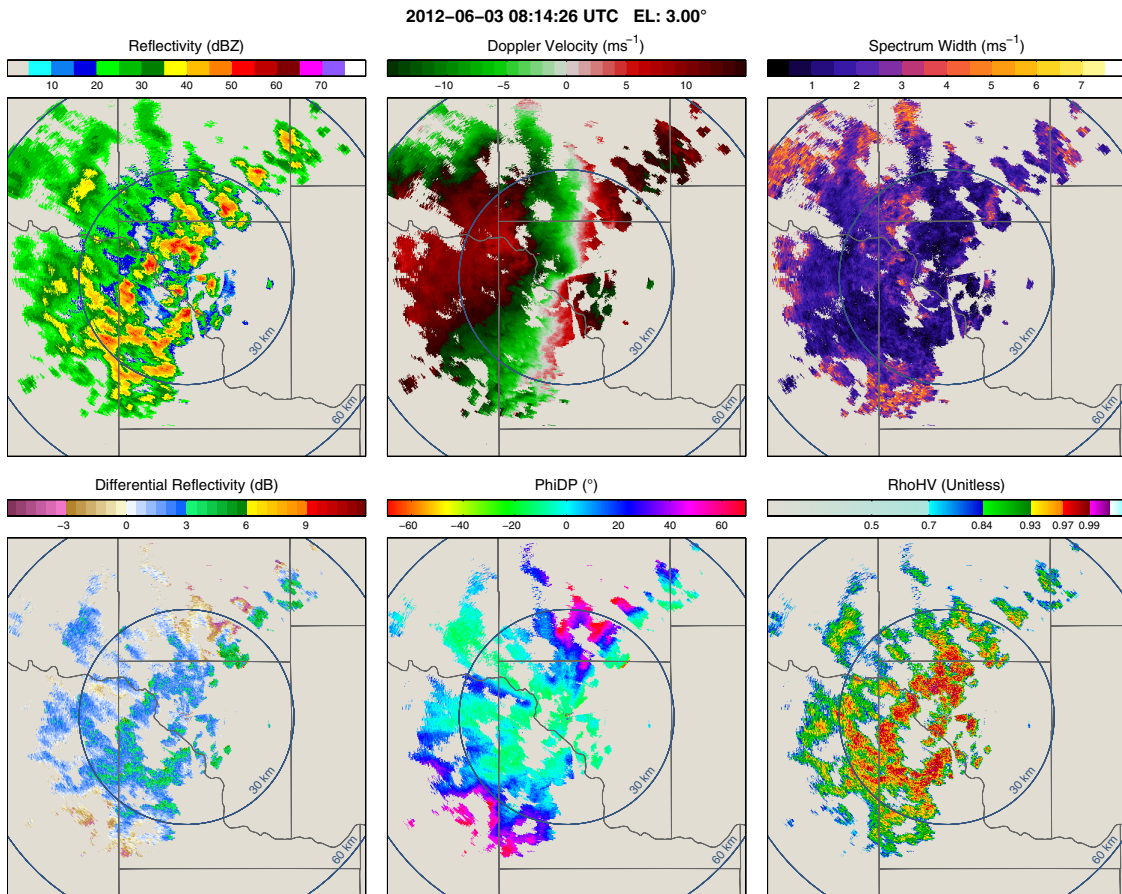 2012−06−03 08:14:26 UTC   EL: 3.00°
Reflectivity (dBZ)
10 20 30 40 50 60 70
30 km
Doppler Velocity (ms⁻¹)
−10 −5 0 5 10
30 km
Spectrum Width (ms⁻¹)
1 2 3 4 5 6 7
30 km
60 km
60 km
60 km
Differential Reflectivity (dB)
−3 0 3 6 9
30 km
PhiDP (°)
−60 −40 −20 0 20 40 60
30 km
RhoHV (Unitless)
0.5 0.7 0.84 0.93 0.97 0.99
30 km
60 km
60 km
60 km